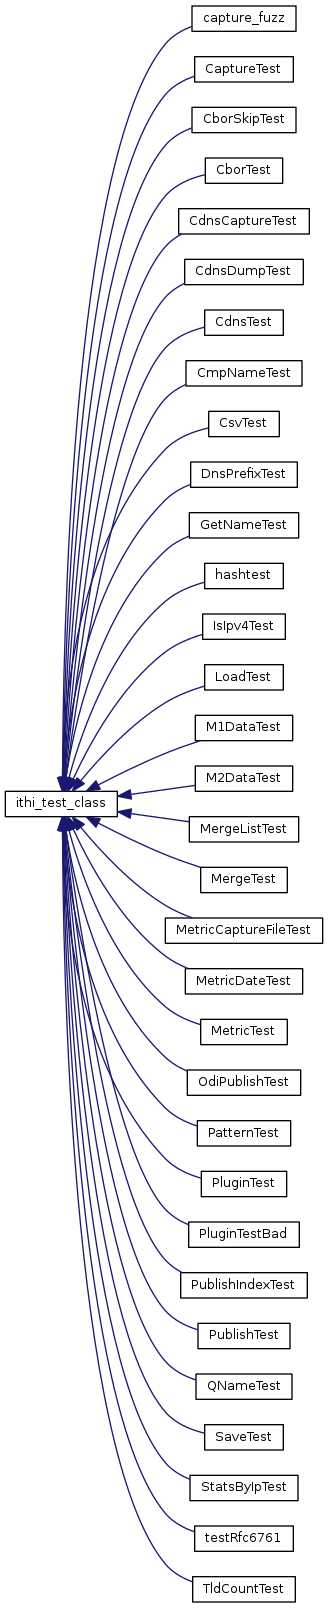 capture_fuzz
CaptureTest
CborSkipTest
CborTest
CdnsCaptureTest
CdnsDumpTest
CdnsTest
CmpNameTest
CsvTest
DnsPrefixTest
GetNameTest
hashtest
IsIpv4Test
LoadTest
M1DataTest
M2DataTest
ithi_test_class
MergeListTest
MergeTest
MetricCaptureFileTest
MetricDateTest
MetricTest
OdiPublishTest
PatternTest
PluginTest
PluginTestBad
PublishIndexTest
PublishTest
QNameTest
SaveTest
StatsByIpTest
testRfc6761
TldCountTest